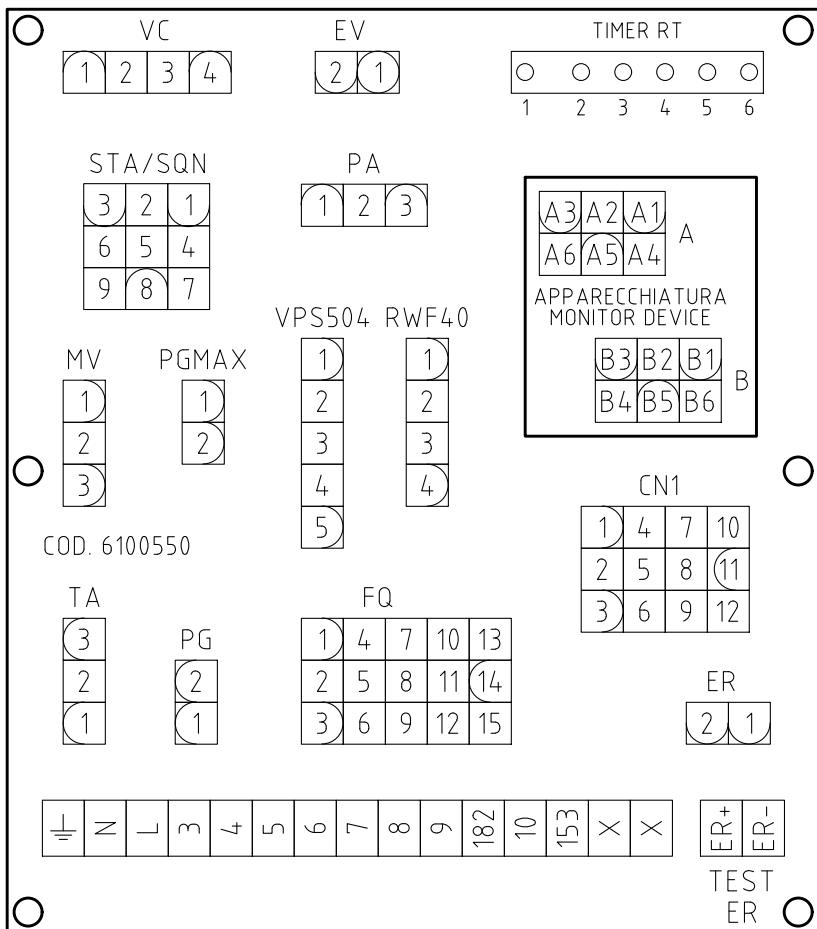 VC EV TIMER RT
1 2 3 4 2 1
1 2 3 4 5 6
STA/SQN PA
3 2 1 1 2 3
6 5 4
9 8 7
A3 A2 A1 A
A6 A5 A4
APPARECCHIATURA
MONITOR DEVICE
B3 B2 B1 B
B4 B5 B6
VPS504 RWF40
1 1
2 2
3 3
4 4
5
MV PGMAX
1 1
2 2
3
CN1
1 4 7 10
2 5 8 11
3 6 9 12
COD. 6100550
TA PG FQ
3 2 1 4 7 10 13
2 1 2 5 8 11 14
1 3 6 9 12 15
ER
2 1
N L 3 4 5 6 7 8 9 182 10 153 X X ER+ ER-
TEST
ER